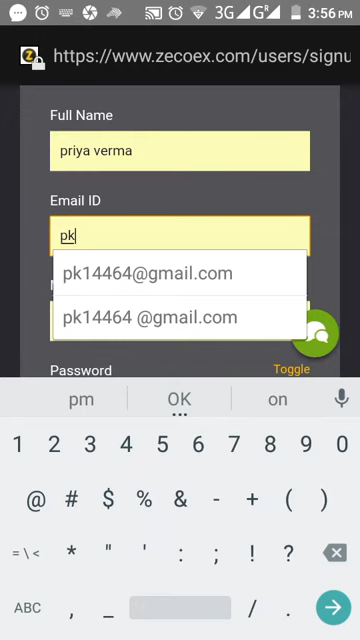 3G G R 3:56 PM
https://www.zecoex.com/users/signu
Full Name
priya verma
Email ID
pk
pk14464@gmail.com
pk14464 @gmail.com
Password Toggle
pm OK on
1 2 3 4 5 6 7 8 9 0
@ # $ % & - + ( )
= \ < * " ' : ; ! ?
ABC , _ / .